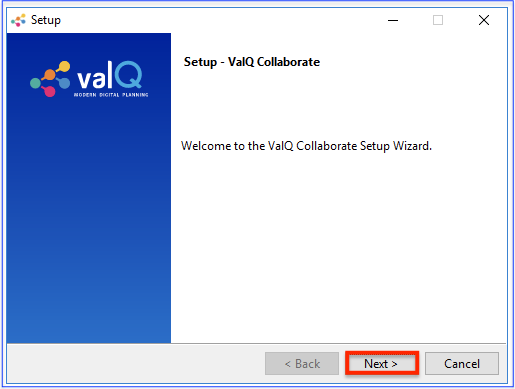 Setup
valQ
MODERN DIGITAL PLANNING
Setup - ValQ Collaborate
Welcome to the ValQ Collaborate Setup Wizard.
< Back
Next >
Cancel